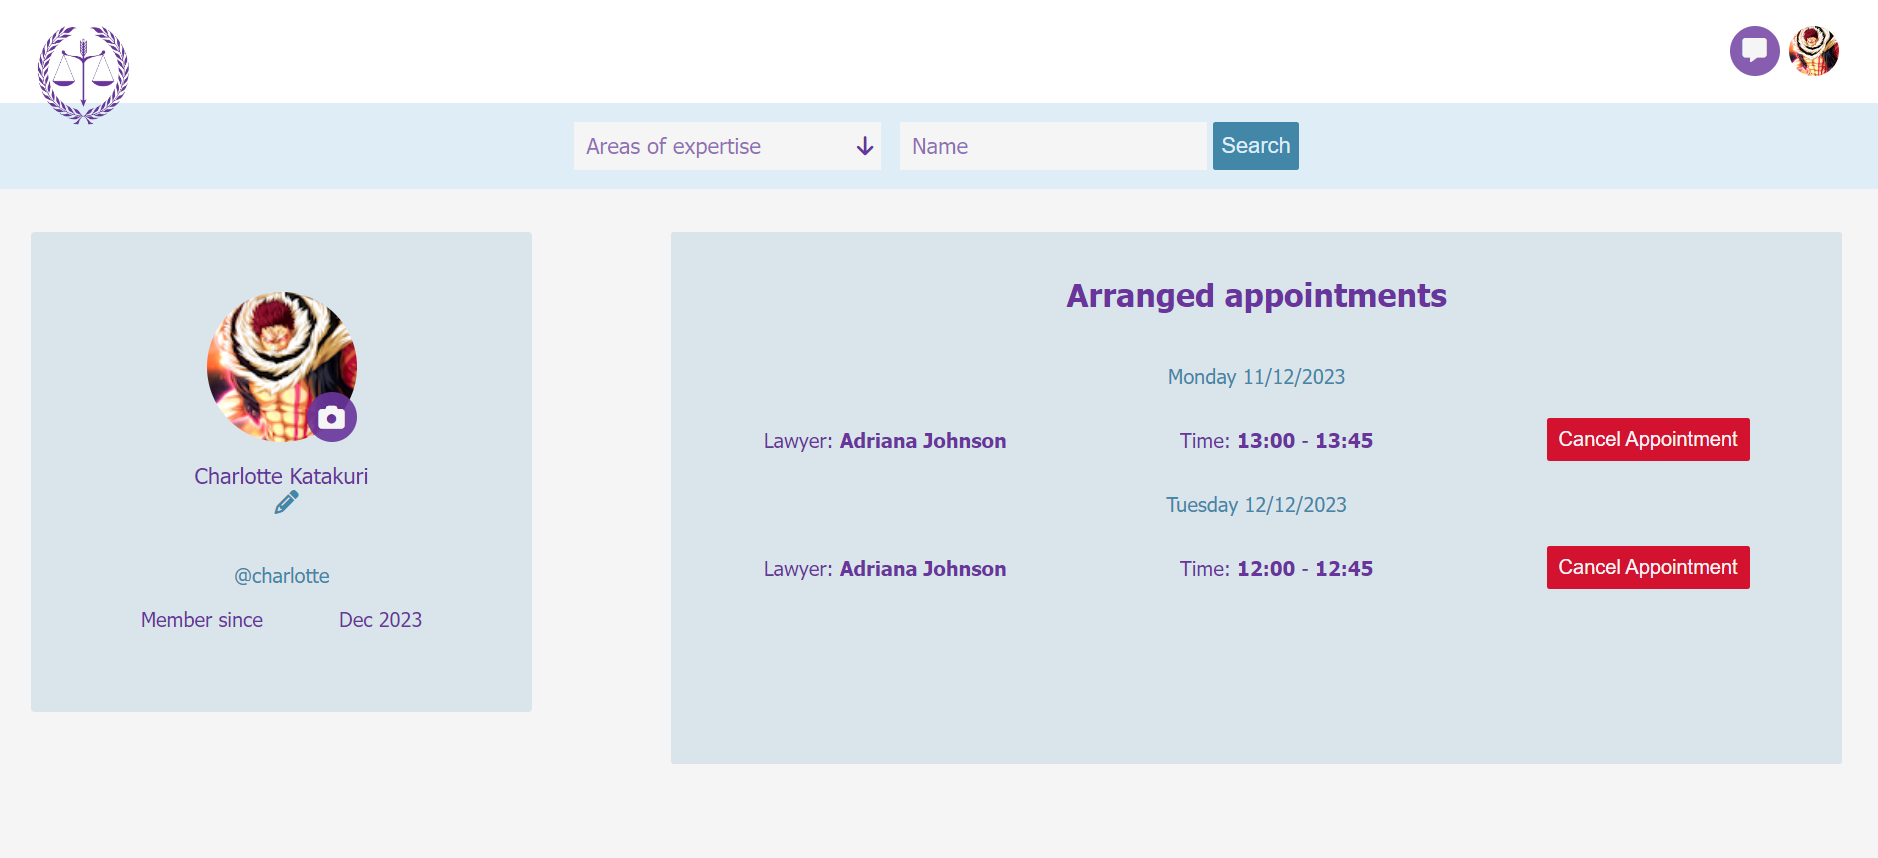 Areas of expertise
Name
Search
Charlotte Katakuri
@charlotte
Member since Dec 2023
Arranged appointments
Monday 11/12/2023
Lawyer: Adriana Johnson Time: 13:00 - 13:45 Cancel Appointment
Tuesday 12/12/2023
Lawyer: Adriana Johnson Time: 12:00 - 12:45 Cancel Appointment